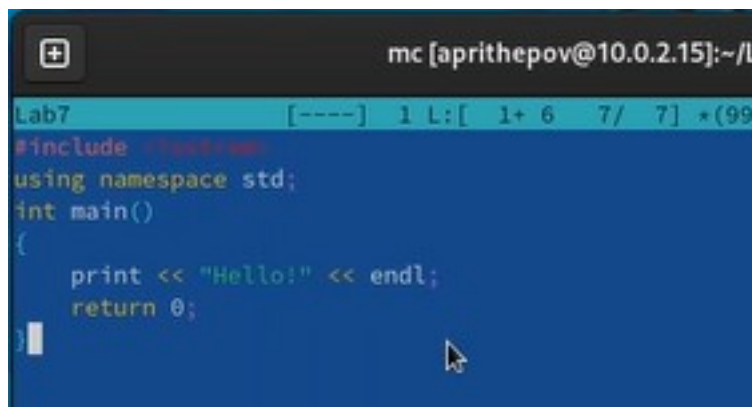 mc [aprithepov@10.0.2.15]:~/L
Lab7 [----] 1 L:[ 1+ 6 7/ 7] *(99
#include <iostream>
using namespace std;
int main()
{
print << "Hello!" << endl;
return 0;
}